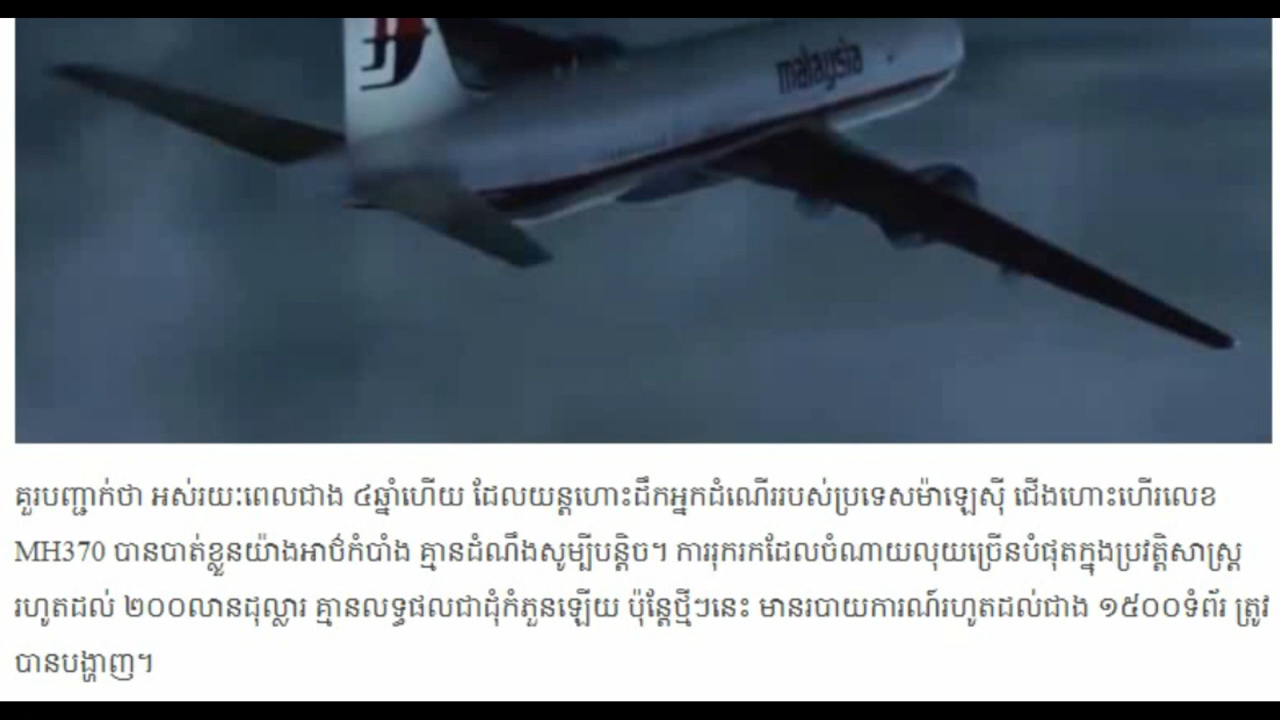 malaysia
គួរបញ្ជាក់ថា អស់រយ:ពេលជាង ៤ឆ្នាំហើយ ដែលយន្តហោះដឹកអ្នកដំណើររបស់ប្រទេសម៉ាឡេស៊ី ជើងហោះហើរលេខ
MH370 បានបាត់ខ្លួនយ៉ាងអាថ៌កំបាំង គ្មានដំណឹងសូម្បីបន្តិច។ ការរុករកដែលចំណាយលុយច្រើនបំផុតក្នុងប្រវត្តិសាស្ត្រ
រហូតដល់ ២០០លានដុល្លារ គ្មានលទ្ធផលជាដុំកំភួនឡើយ ប៉ុន្តែថ្មីៗនេះ មានរបាយការណ៍រហូតដល់ជាង ១៥០០ទំព័រ ត្រូវ
បានបង្ហាញ។